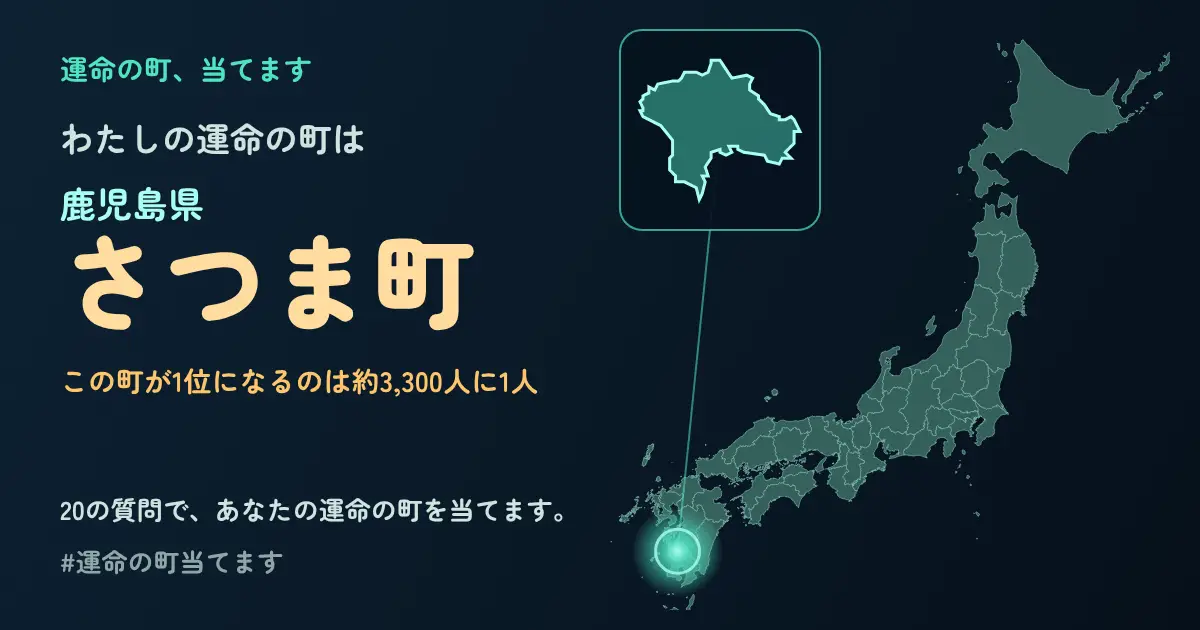 運命の町、当てます
わたしの運命の町は
鹿児島県
さつま町
この町が1位になるのは約3,300人に1人
20の質問で、あなたの運命の町を当てます。
#運命の町当てます